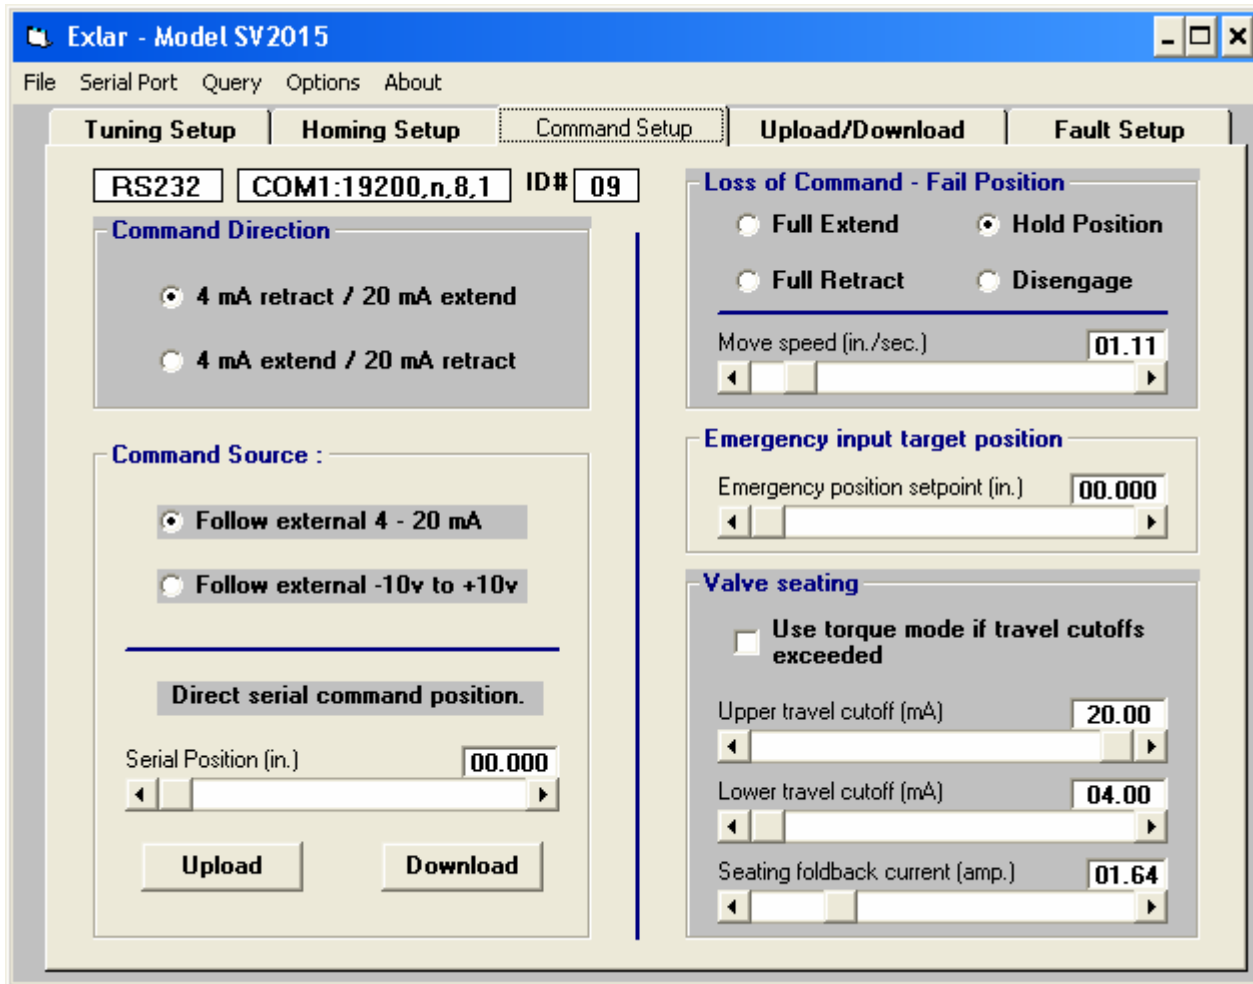 Exlar - Model SV2015
File Serial Port Query Options About
Tuning Setup Homing Setup Command Setup Upload/Download Fault Setup
RS232 COM1:19200,n,8,1 ID# 09
Command Direction
4 mA retract / 20 mA extend
4 mA extend / 20 mA retract
Command Source :
Follow external 4 - 20 mA
Follow external -10v to +10v
Direct serial command position.
Serial Position (in.) 00.000
Upload Download
Loss of Command - Fail Position
Full Extend Hold Position
Full Retract Disengage
Move speed (in./sec.) 01.11
Emergency input target position
Emergency position setpoint (in.) 00.000
Valve seating
Use torque mode if travel cutoffs
exceeded
Upper travel cutoff (mA) 20.00
Lower travel cutoff (mA) 04.00
Seating foldback current (amp.) 01.64